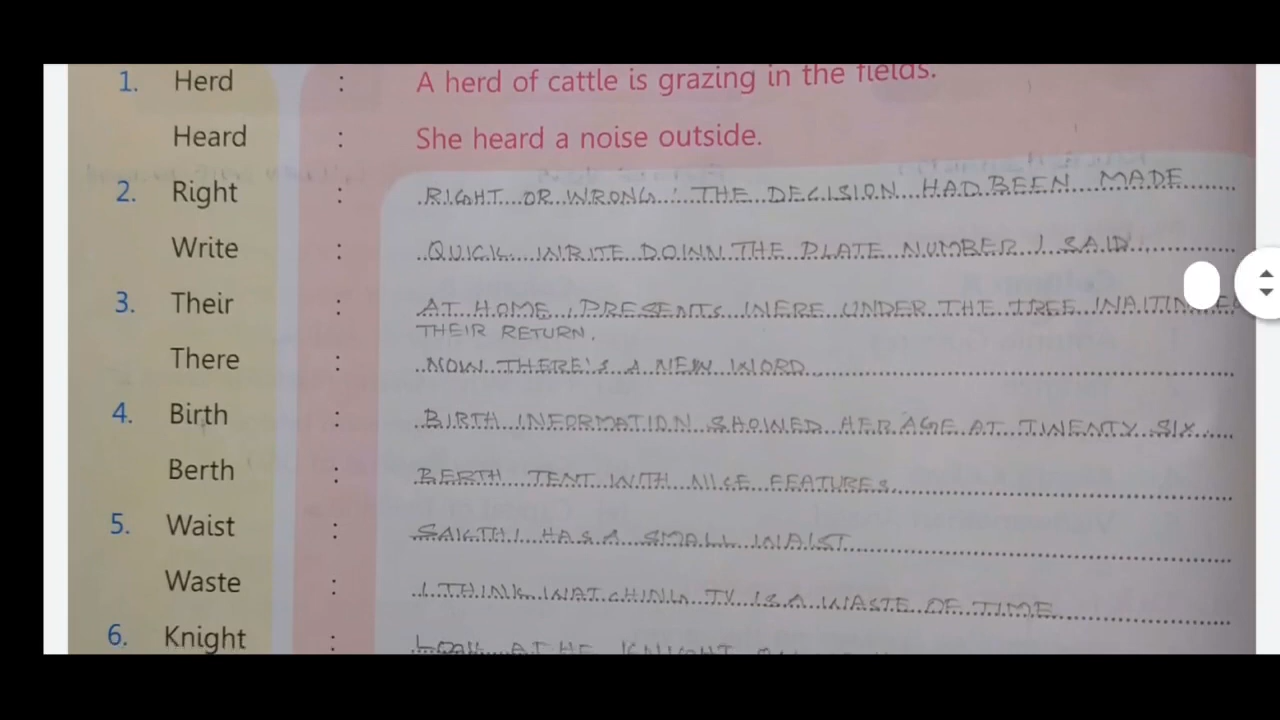 1. Herd : A herd of cattle is grazing in the fields.
Heard : She heard a noise outside.
2. Right : RIGHT OR WRONG, THE DECISION HAD BEEN MADE
Write : QUICK WRITE DOWN THE PLATE NUMBER I SAID.
3. Their : AT HOME, PRESENTS WERE UNDER THE TREE WAITING
THEIR RETURN.
There : NOW THERE'S A NEW WORD
4. Birth : BIRTH INFORMATION SHOWED HER AGE AT TWENTY SIX
Berth : BERTH TENT WITH NICE FEATURES
5. Waist : SAKTHI HAS A SMALL WAIST
Waste : I THINK WATCHING TV IS A WASTE OF TIME
6. Knight : LOOK AT HE KNIGHT